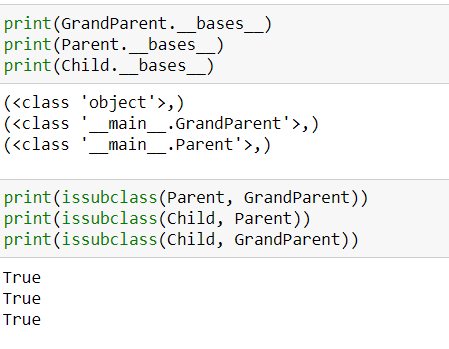 print(GrandParent.__bases__)
print(Parent.__bases__)
print(Child.__bases__)
(<class 'object'>,)
(<class '__main__.GrandParent'>,)
(<class '__main__.Parent'>,)
print(issubclass(Parent, GrandParent))
print(issubclass(Child, Parent))
print(issubclass(Child, GrandParent))
True
True
True